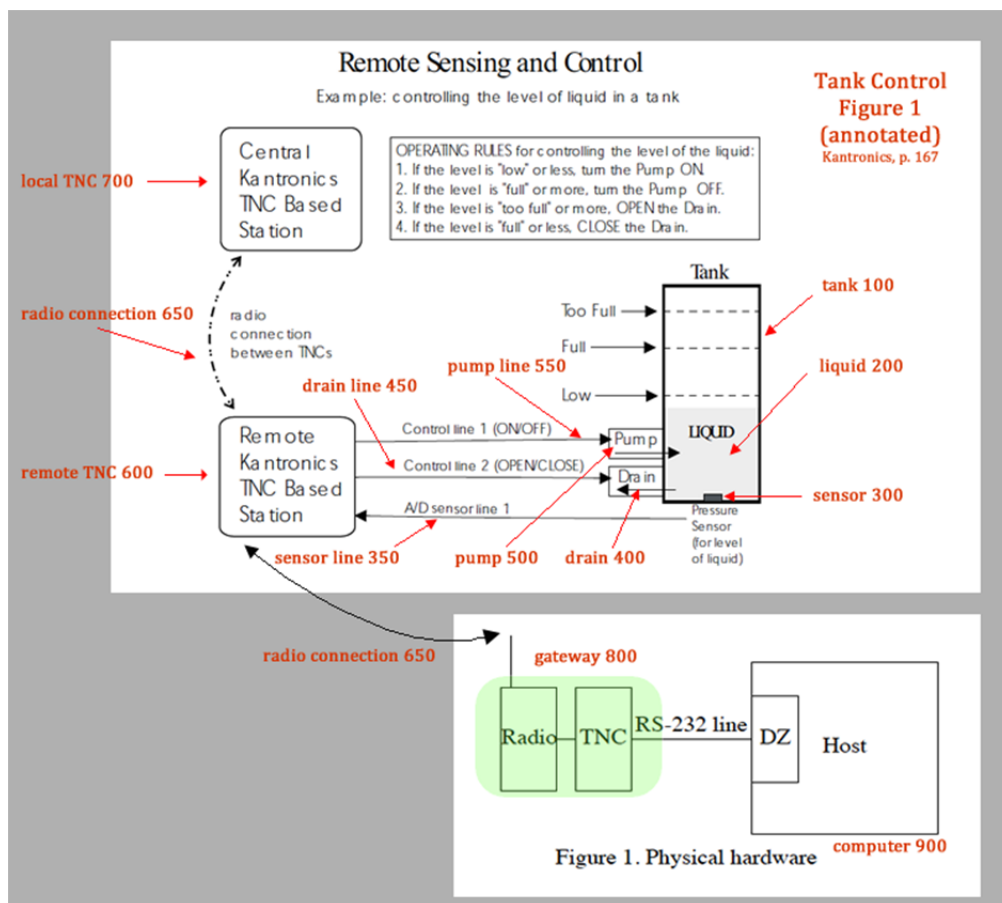 Remote Sensing and Control
Example: controlling the level of liquid in a tank
Tank Control
Figure 1
(annotated)
Kantronics, p. 167
local TNC 700
Central
Kantronics
TNC Based
Station
OPERATING RULES for controlling the level of the liquid:
1. If the level is "low" or less, turn the Pump ON.
2. If the level is "full" or more, turn the Pump OFF.
3. If the level is "too full" or more, OPEN the Drain.
4. If the level is "full" or less, CLOSE the Drain.
Tank
tank 100
radio connection 650
radio
connection
between TNCs
Too Full
Full
Low
pump line 550
drain line 450
liquid 200
remote TNC 600
Remote
Kantronics
TNC Based
Station
Control line 1 (ON/OFF)
Control line 2 (OPEN/CLOSE)
A/D sensor line 1
Pump
Drain
LIQUID
sensor 300
Pressure
Sensor
(for level
of liquid)
sensor line 350
pump 500
drain 400
radio connection 650
gateway 800
Radio
TNC
RS-232 line
DZ
Host
computer 900
Figure 1. Physical hardware